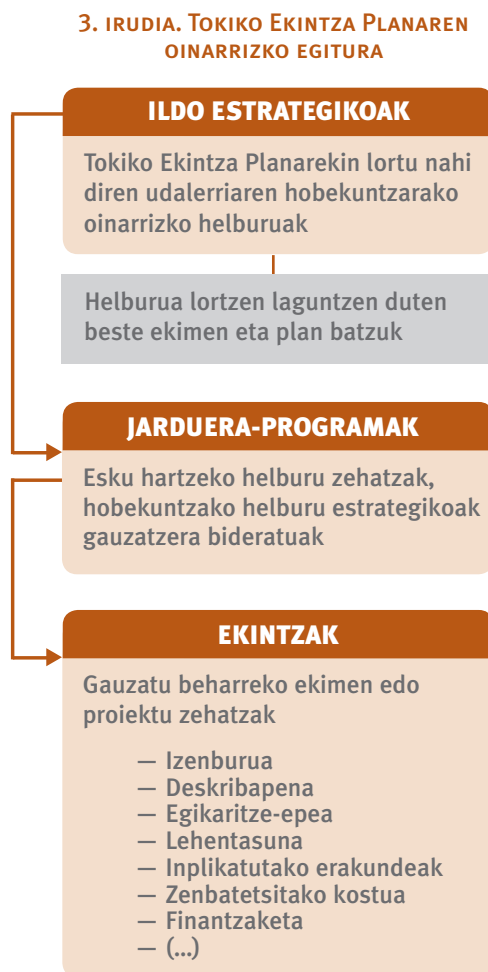 3. IRUDIA. TOKIKO EKINTZA PLANAREN
OINARRIZKO EGITURA
ILDO ESTRATEGIKOAK
Tokiko Ekintza Planarekin lortu nahi
diren udalerriaren hobekuntzarako
oinarrizko helburuak
Helburua lortzen laguntzen duten
beste ekimen eta plan batzuk
JARDUERA-PROGRAMAK
Esku hartzeko helburu zehatzak,
hobekuntzako helburu estrategikoak
gauzatzera bideratuak
EKINTZAK
Gauzatu beharreko ekimen edo
proiektu zehatzak
— Izenburua
— Deskribapena
— Egikaritze-epea
— Lehentasuna
— Inplikatutako erakundeak
— Zenbatetsitako kostua
— Finantzaketa
— (...)